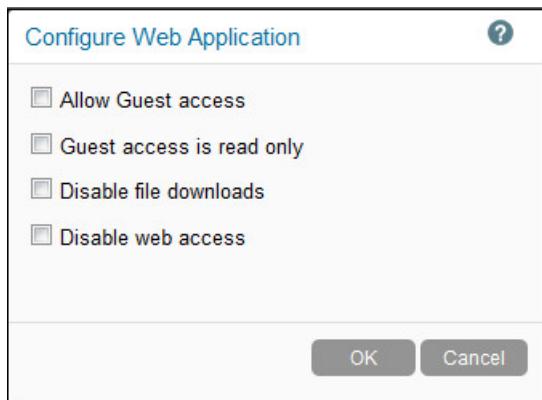 Configure Web Application ?
Allow Guest access
Guest access is read only
Disable file downloads
Disable web access
OK Cancel